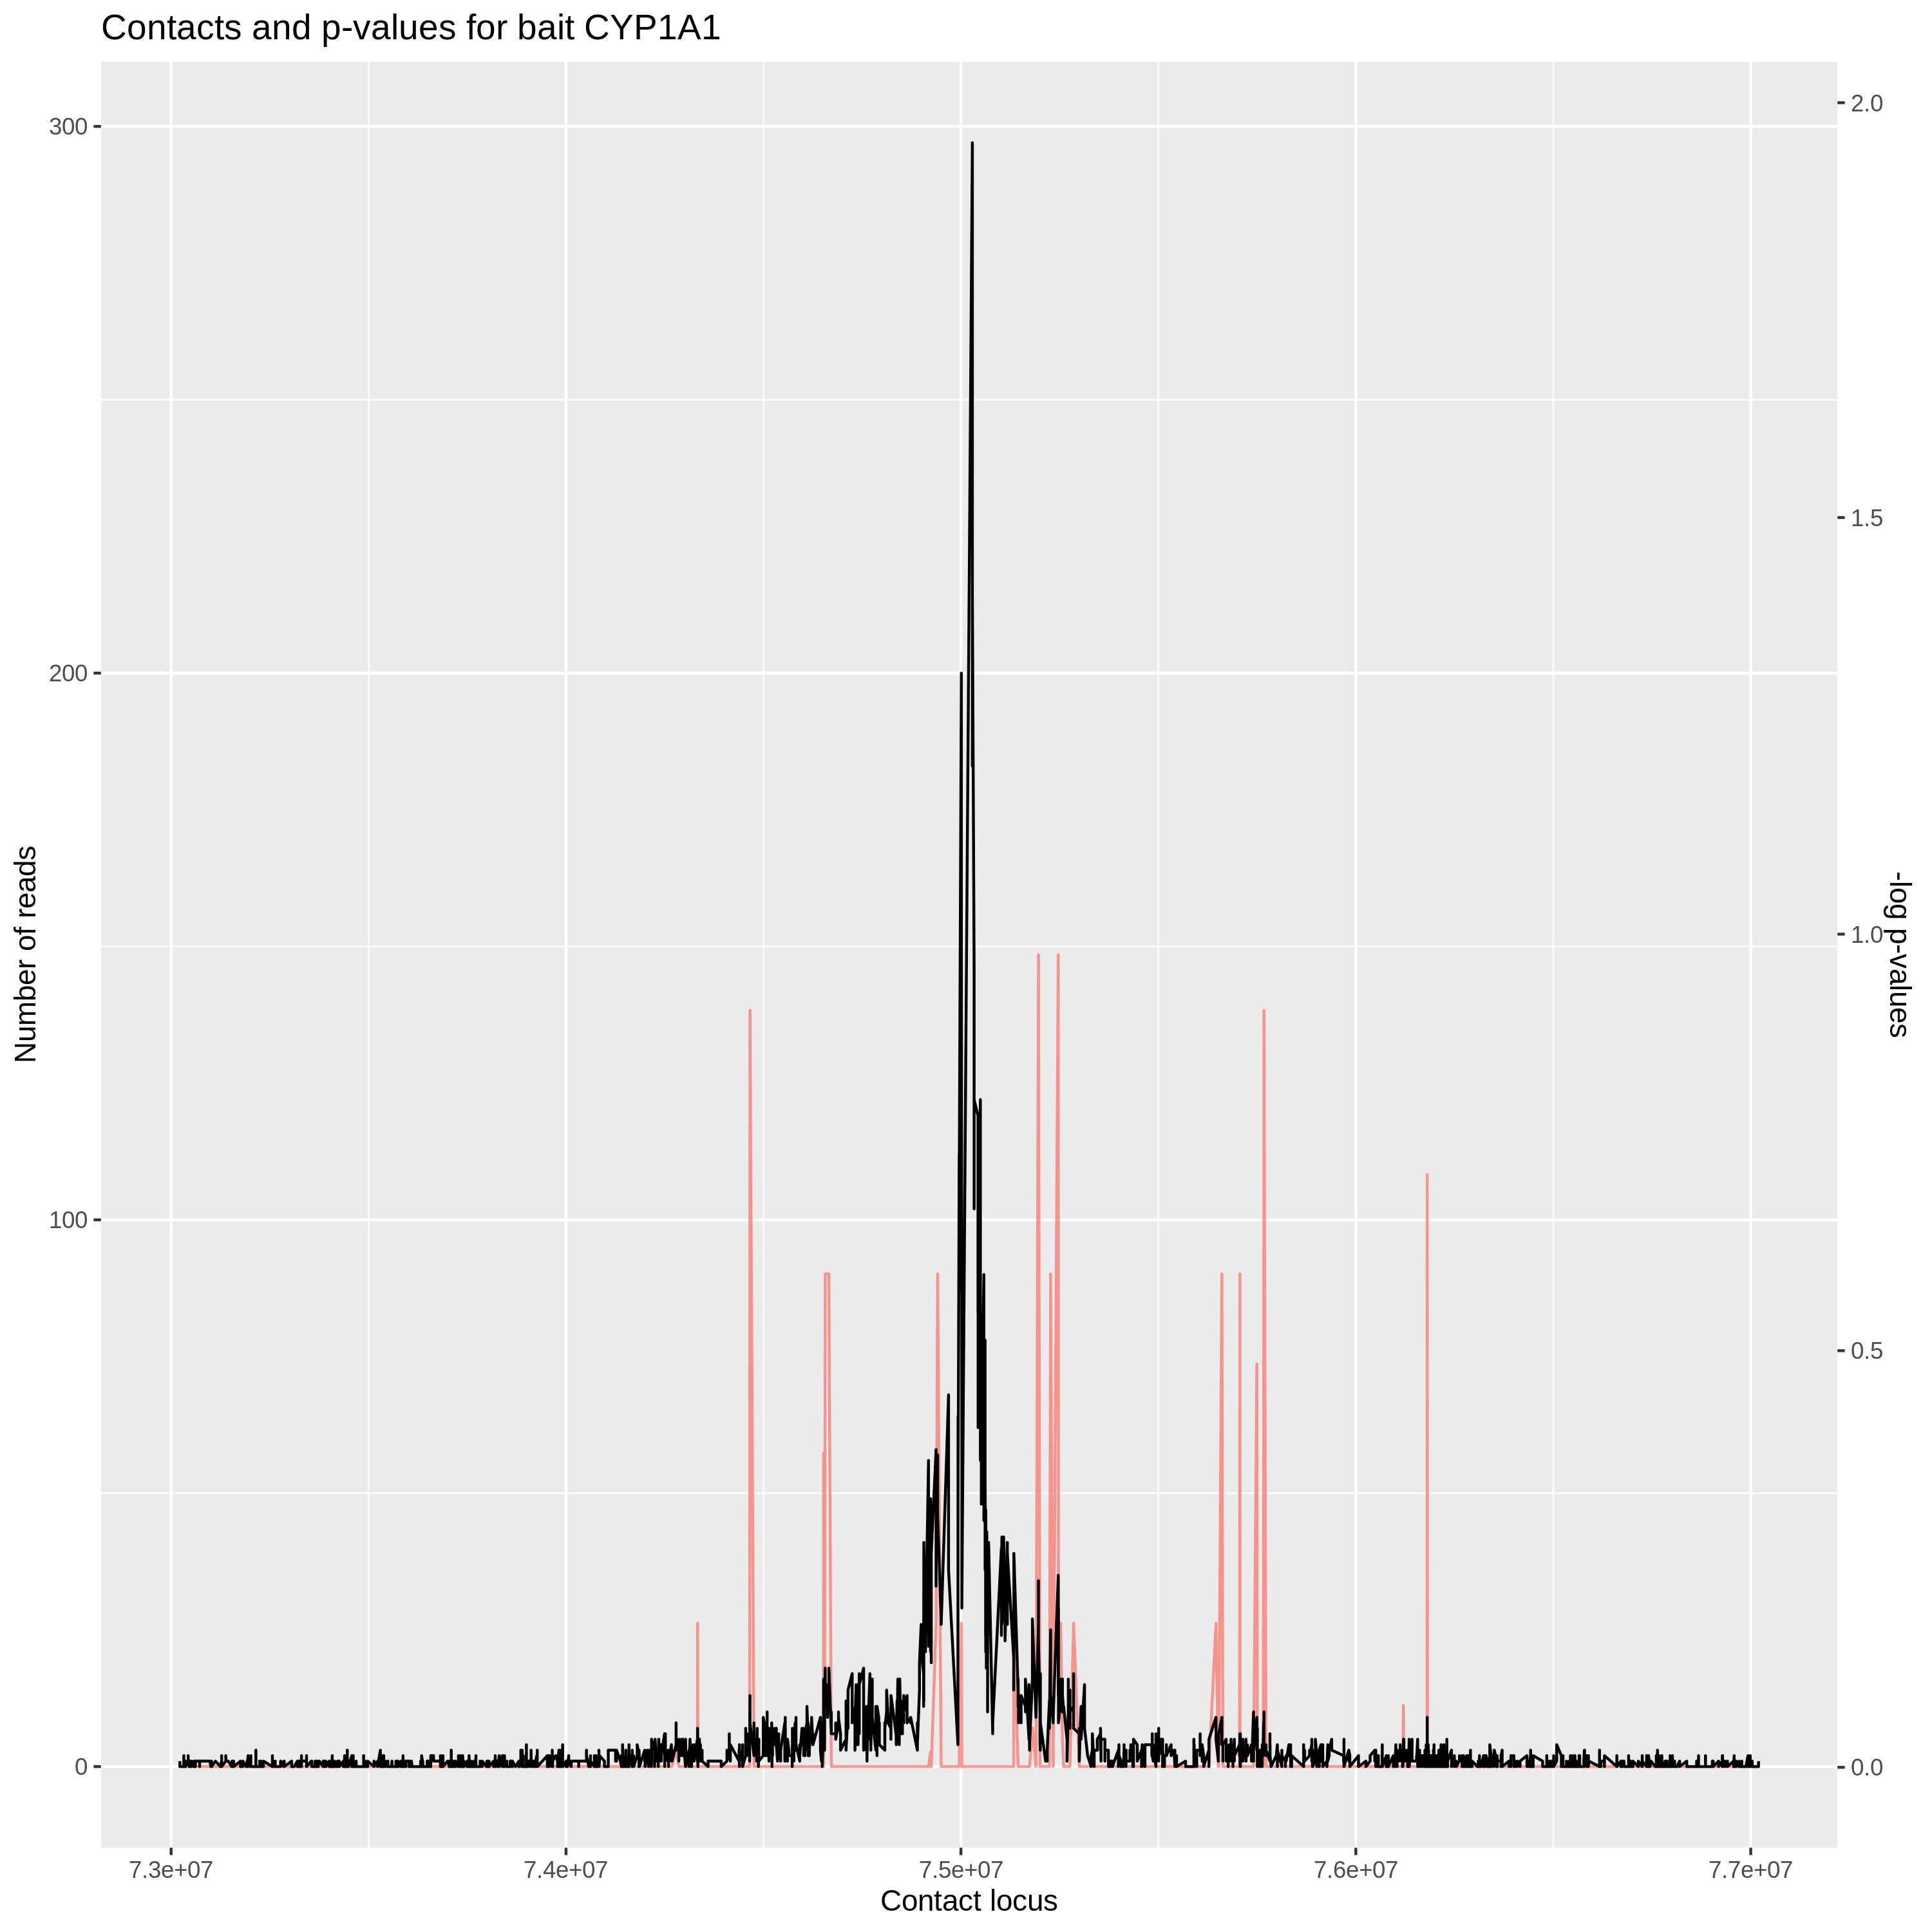 Contacts and p-values for bait CYP1A1
300
200
100
0
Number of reads
2.0
1.5
1.0
0.5
0.0
-log p-values
7.3e+07
7.4e+07
7.5e+07
7.6e+07
7.7e+07
Contact locus